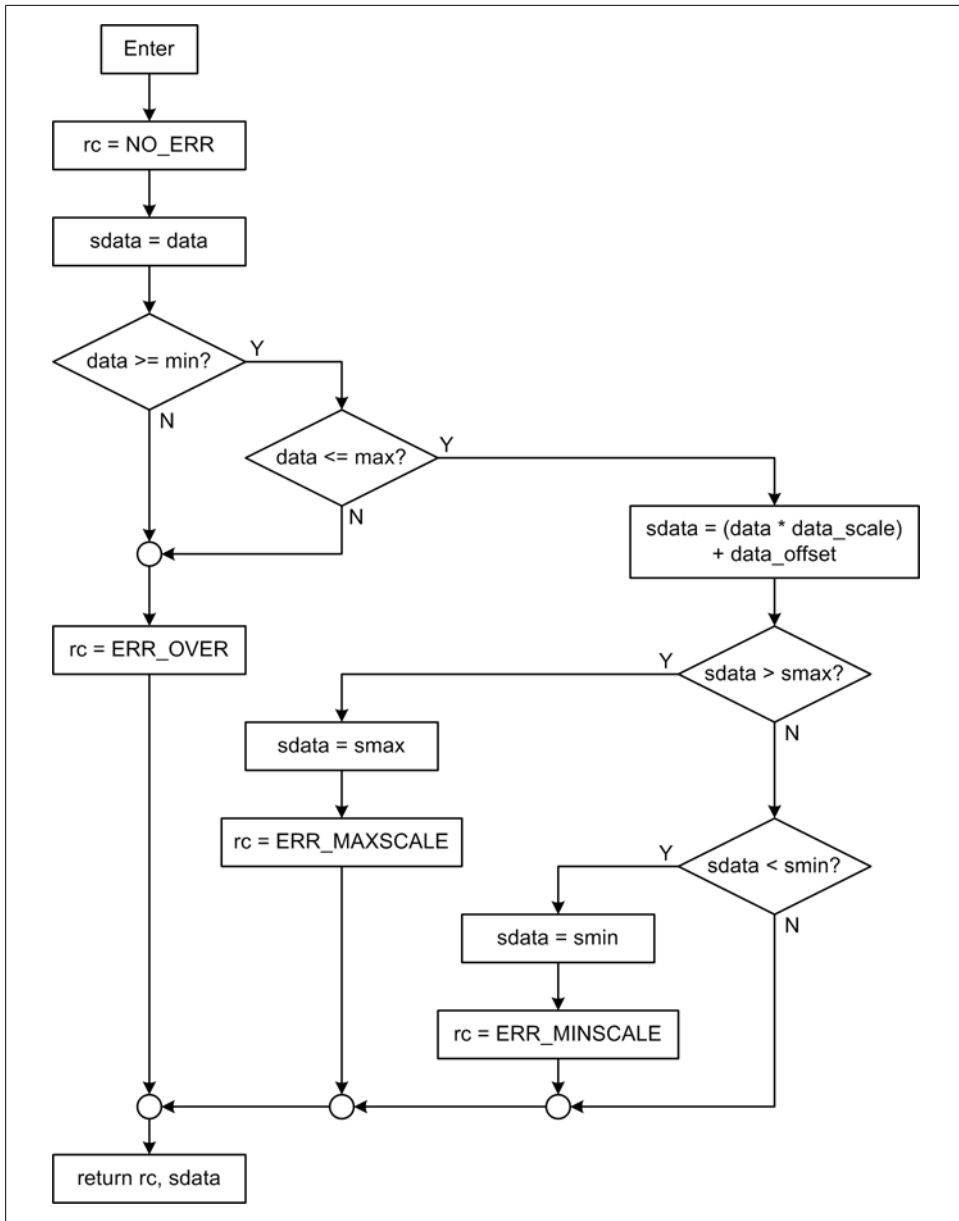 Enter
rc = NO_ERR
sdata = data
data >= min?
Y
N
data <= max?
Y
N
sdata = (data * data_scale)
+ data_offset
rc = ERR_OVER
sdata > smax?
Y
N
sdata = smax
rc = ERR_MAXSCALE
sdata < smin?
Y
N
sdata = smin
rc = ERR_MINSCALE
return rc, sdata